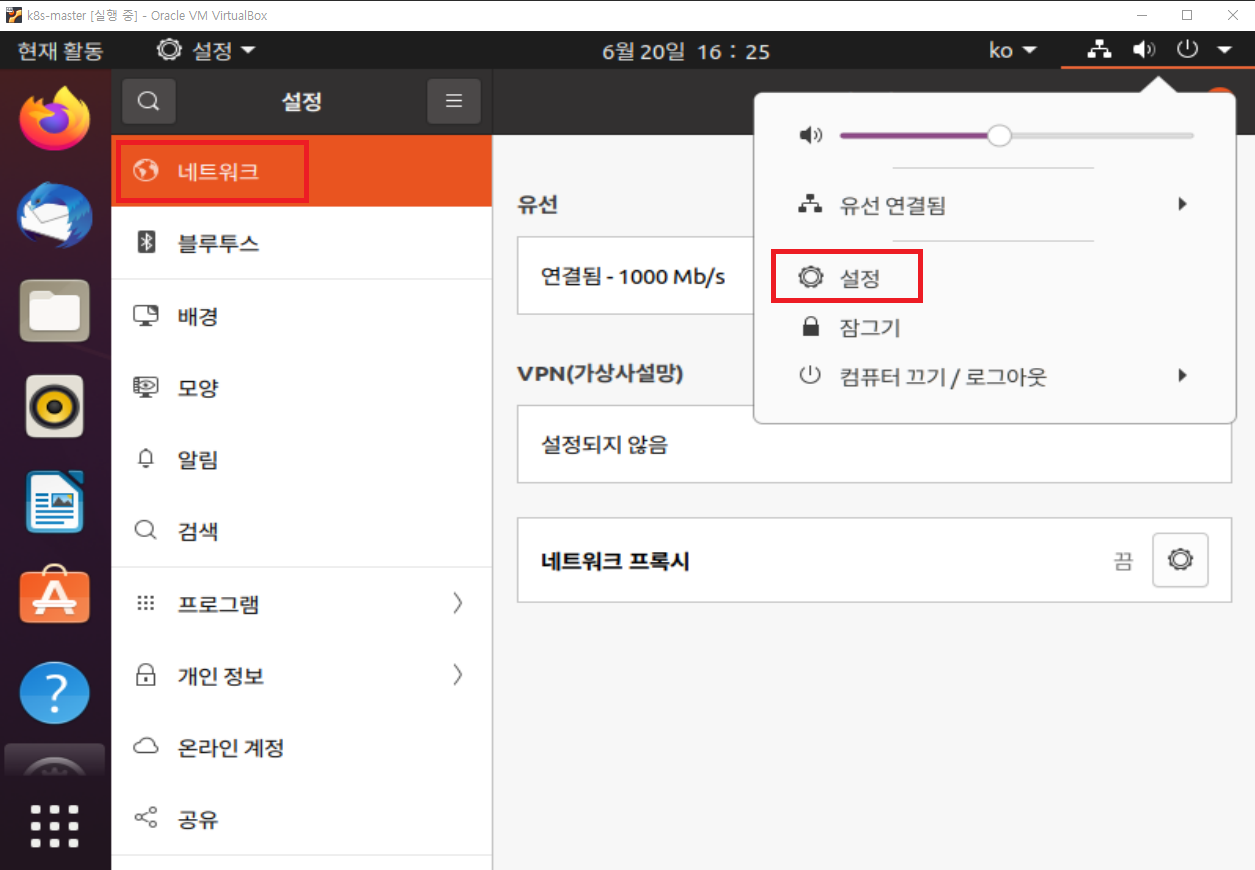 k8s-master [실행 중] - Oracle VM VirtualBox
현재 활동 설정 6월 20일 16 : 25 ko
설정
네트워크
블루투스
배경
모양
알림
검색
프로그램
개인 정보
온라인 계정
공유
유선
연결됨 - 1000 Mb/s
VPN(가상사설망)
설정되지 않음
네트워크 프록시 끔
유선 연결됨
설정
잠그기
컴퓨터 끄기 / 로그아웃